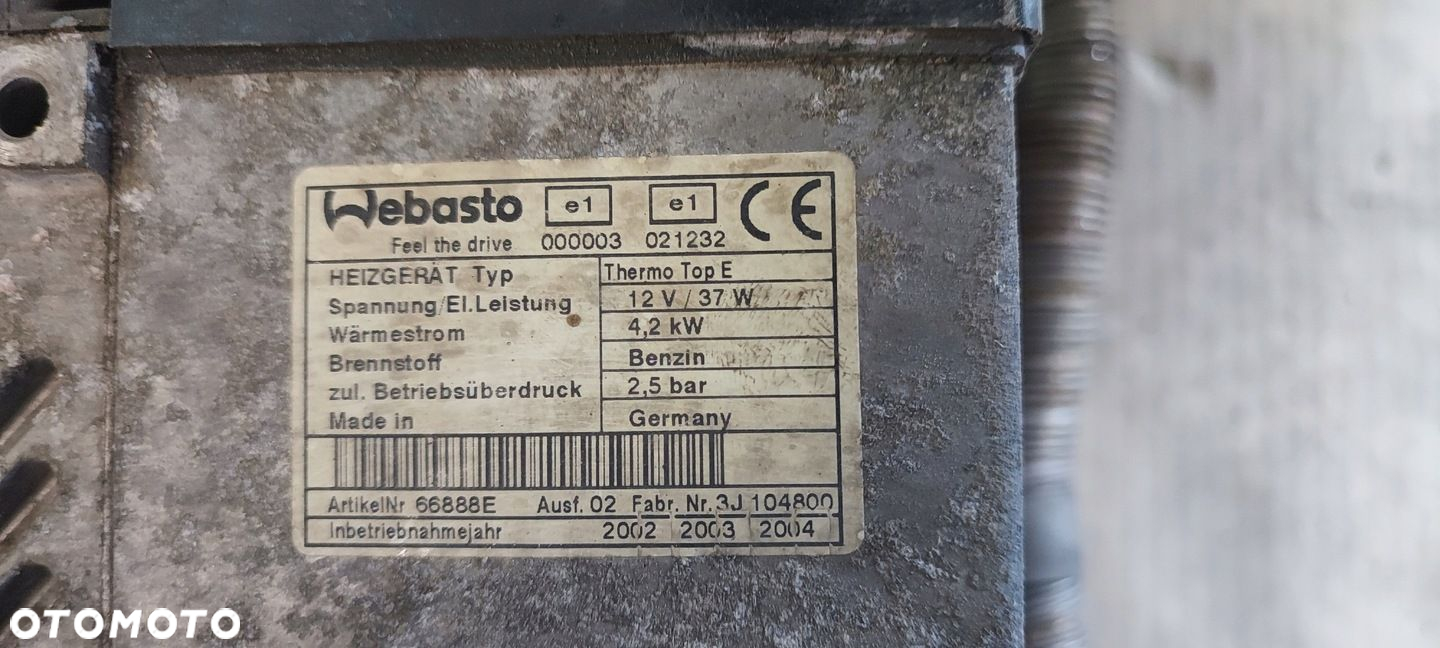 Webasto e1 e1 CE
Feel the drive 000003 021232
HEIZGERÄT Typ Thermo Top E
Spannung/El.Leistung 12 V / 37 W
Wärmestrom 4,2 kW
Brennstoff Benzin
zul. Betriebsüberdruck 2,5 bar
Made in Germany
ArtikelNr 66888E Ausf. 02 Fabr. Nr. 3J 104800
Inbetriebnahmejahr 2002 2003 2004
OTOMOTO